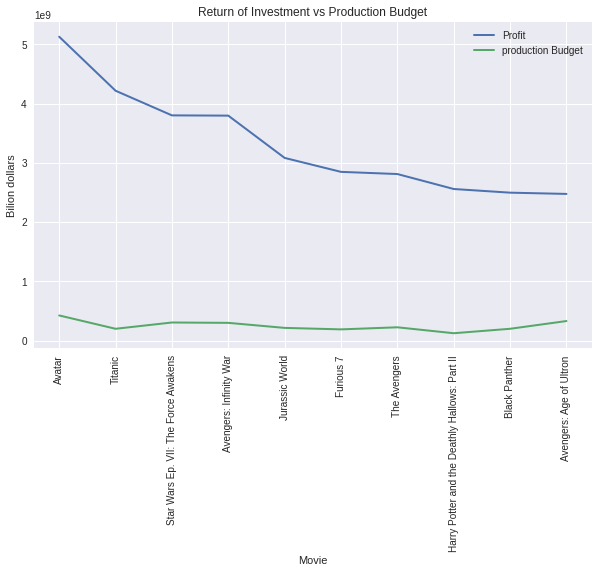 Return of Investment vs Production Budget
1e9
Profit
production Budget
5
4
3
2
1
0
Bilion dollars
Avatar
Titanic
Star Wars Ep. VII: The Force Awakens
Avengers: Infinity War
Jurassic World
Furious 7
The Avengers
Harry Potter and the Deathly Hallows: Part II
Black Panther
Avengers: Age of Ultron
Movie